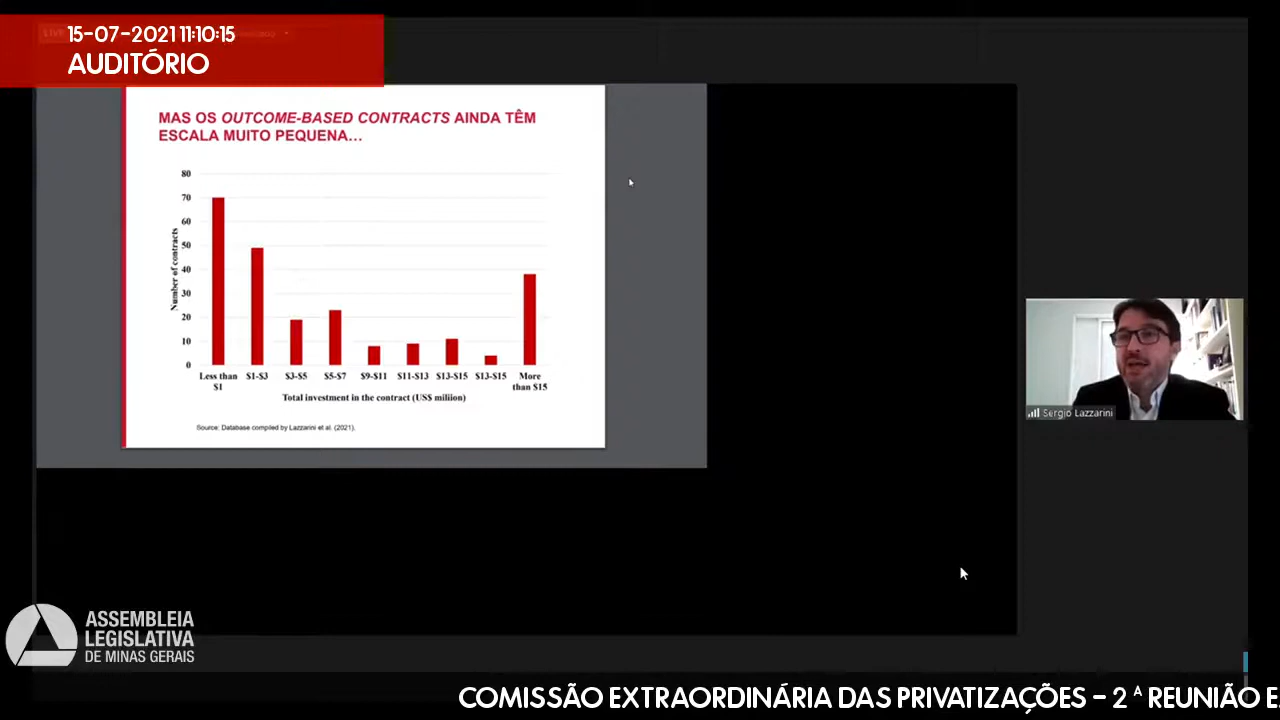 15-07-2021 11:10:15
AUDITÓRIO
MAS OS OUTCOME-BASED CONTRACTS AINDA TÊM
ESCALA MUITO PEQUENA...
80
70
60
50
40
30
20
10
0
Number of contracts
Less than $1
$1-$3
$3-$5
$5-$7
$9-$11
$11-$13
$13-$15
$13-$15
More than $15
Total investment in the contract (US$ miliion)
Source: Database compiled by Lazzarini et al. (2021).
Sergio Lazzarini
ASSEMBLEIA
LEGISLATIVA
DE MINAS GERAIS
COMISSÃO EXTRAORDINÁRIA DAS PRIVATIZAÇÕES – 2 ª REUNIÃO E